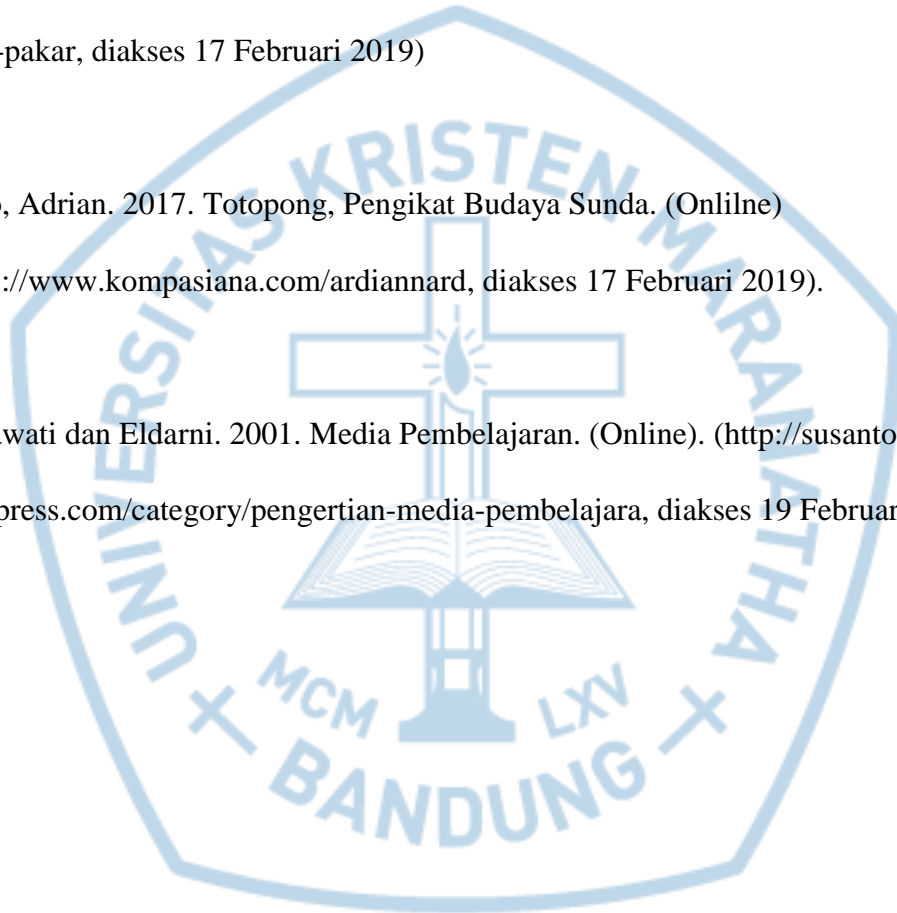 -pakar, diakses 17 Februari 2019)
, Adrian. 2017. Totopong, Pengikat Budaya Sunda. (Onlilne)
://www.kompasiana.com/ardiannard, diakses 17 Februari 2019).
wati dan Eldarni. 2001. Media Pembelajaran. (Online). (http://susanto
press.com/category/pengertian-media-pembelajara, diakses 19 Februar
UNIVERSITAS KRISTEN MARANATHA
MCM LXV
BANDUNG